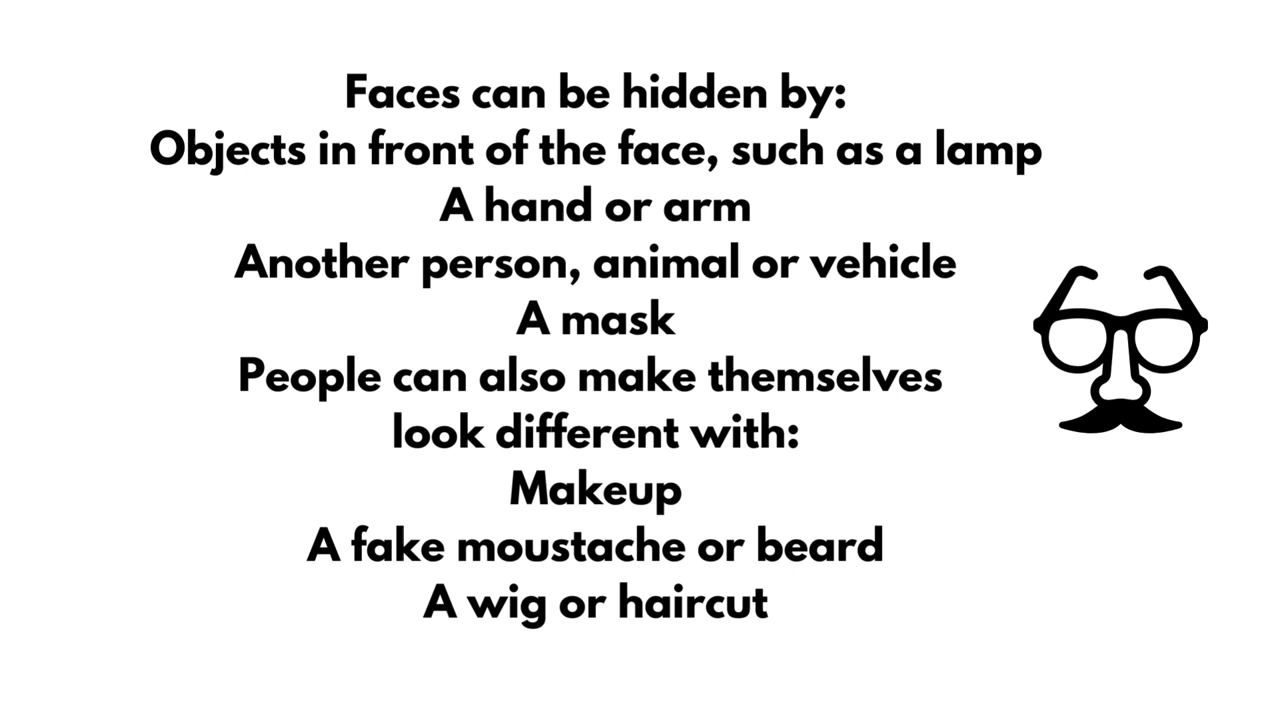 Faces can be hidden by:
Objects in front of the face, such as a lamp
A hand or arm
Another person, animal or vehicle
A mask
People can also make themselves
look different with:
Makeup
A fake moustache or beard
A wig or haircut